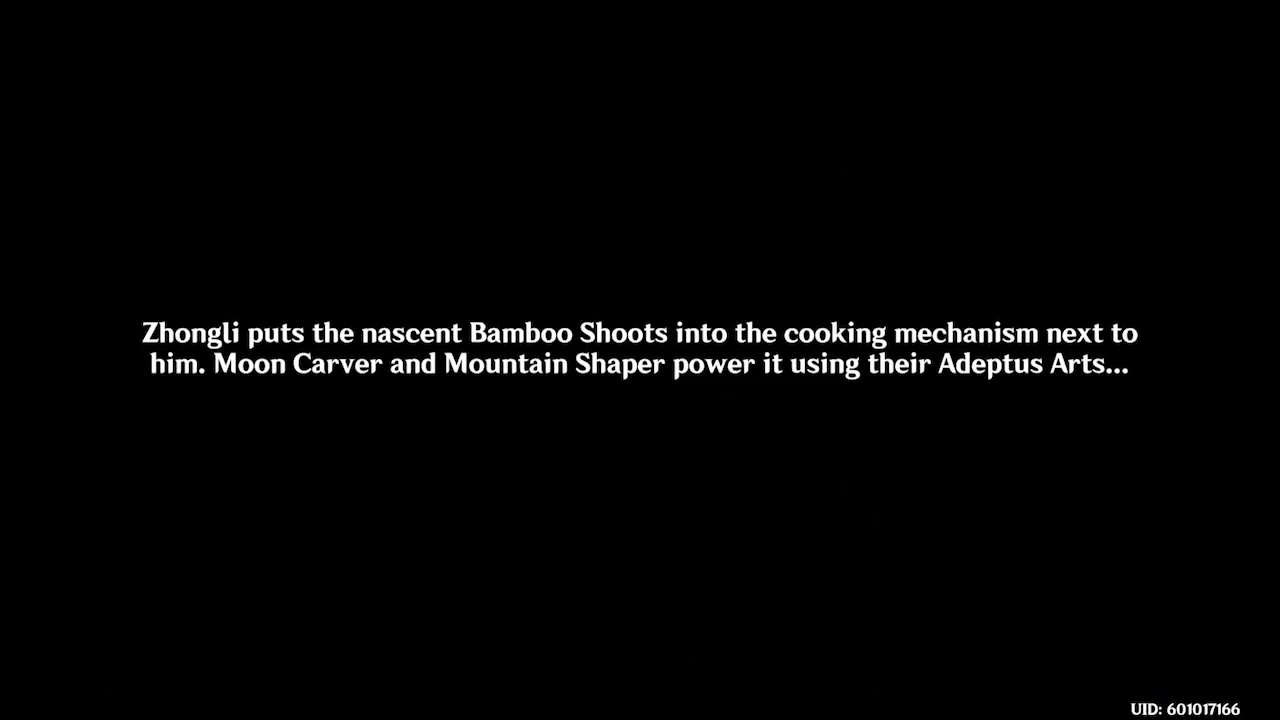 Zhongli puts the nascent Bamboo Shoots into the cooking mechanism next to
him. Moon Carver and Mountain Shaper power it using their Adeptus Arts...
UID: 601017166